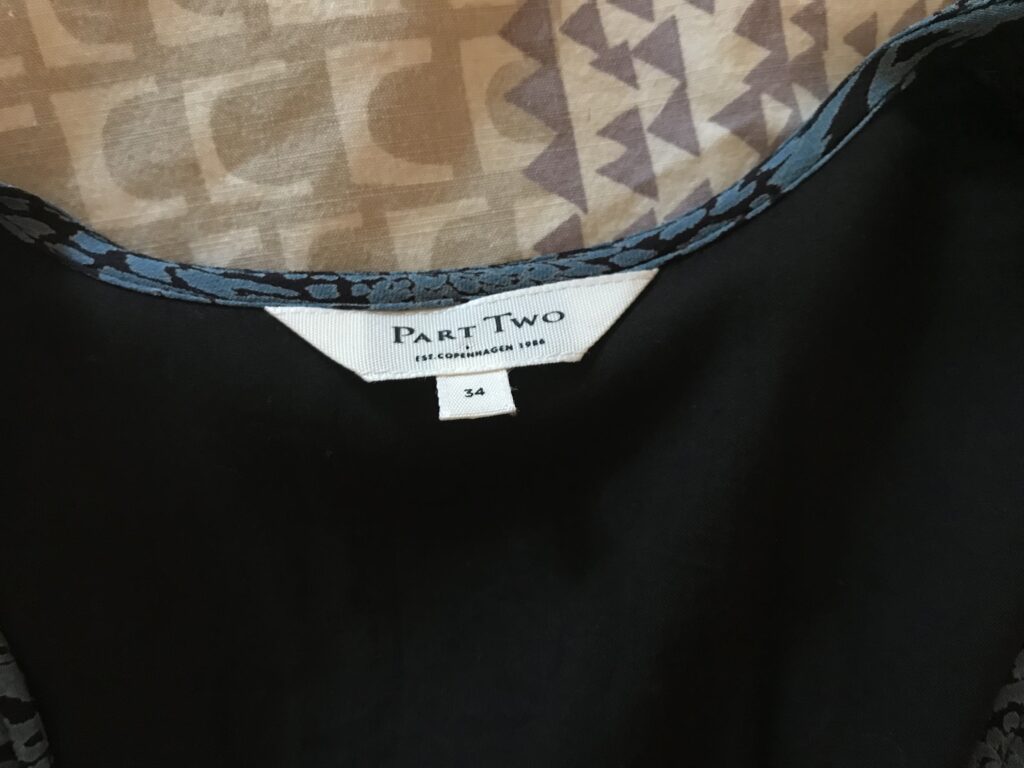 PART TWO
EST. COPENHAGEN 1986
34